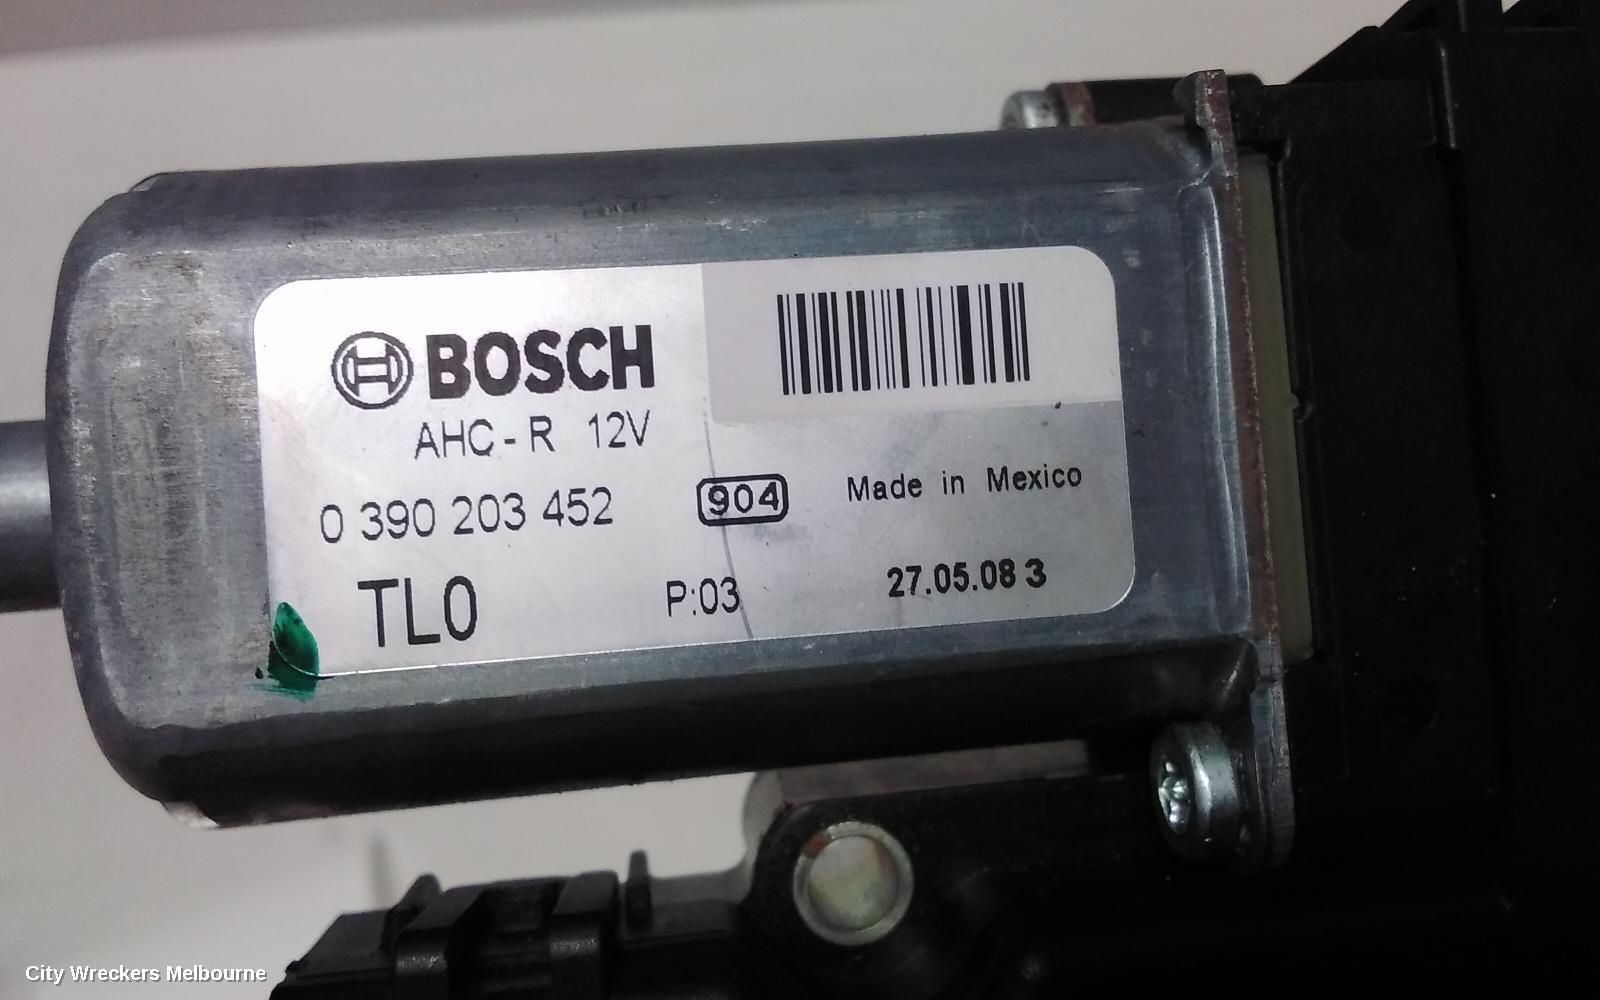 BOSCH
AHC-R 12V
0 390 203 452
904
Made in Mexico
TL0
P:03
27.05.08 3
City Wreckers Melbourne